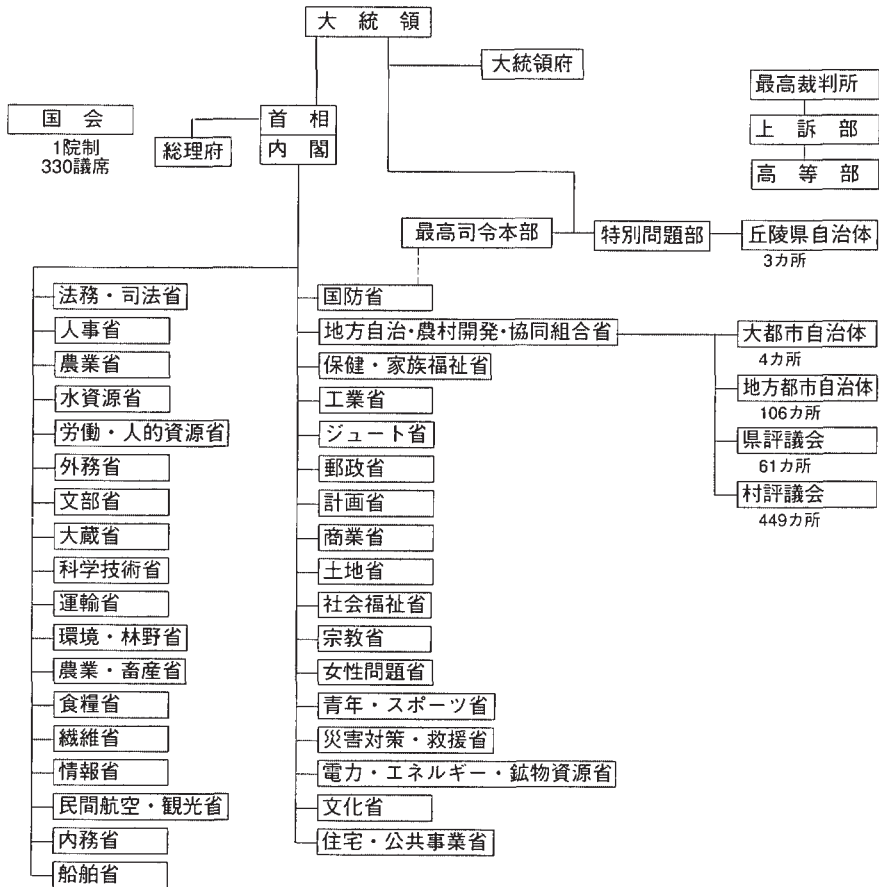 大統領
大統領府
最高裁判所
国会
首相
上訴部
1院制
総理府
内閣
330議席
高等部
最高司令本部
特別問題部
丘陵県自治体
3カ所
法務・司法省
国防省
人事省
地方自治・農村開発・協同組合省
大都市自治体
4カ所
農業省
保健・家族福祉省
水資源省
工業省
地方都市自治体
106カ所
労働・人的資源省
ジュート省
県評議会
61カ所
外務省
郵政省
文部省
計画省
村評議会
449カ所
大蔵省
商業省
科学技術省
土地省
運輸省
社会福祉省
環境・林野省
宗教省
農業・畜産省
女性問題省
食糧省
青年・スポーツ省
繊維省
災害対策・救援省
情報省
電力・エネルギー・鉱物資源省
民間航空・観光省
文化省
内務省
住宅・公共事業省
船舶省